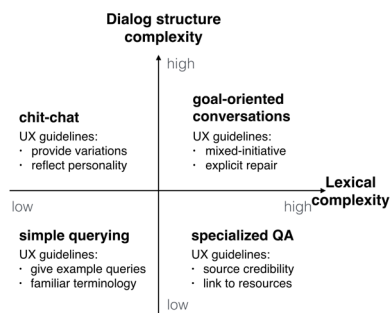 Dialog structure
complexity
high
chit-chat
UX guidelines:
· provide variations
· reflect personality
goal-oriented
conversations
UX guidelines:
· mixed-initiative
· explicit repair
low
high
Lexical
complexity
simple querying
UX guidelines:
· give example queries
· familiar terminology
specialized QA
UX guidelines:
· source credibility
· link to resources
low